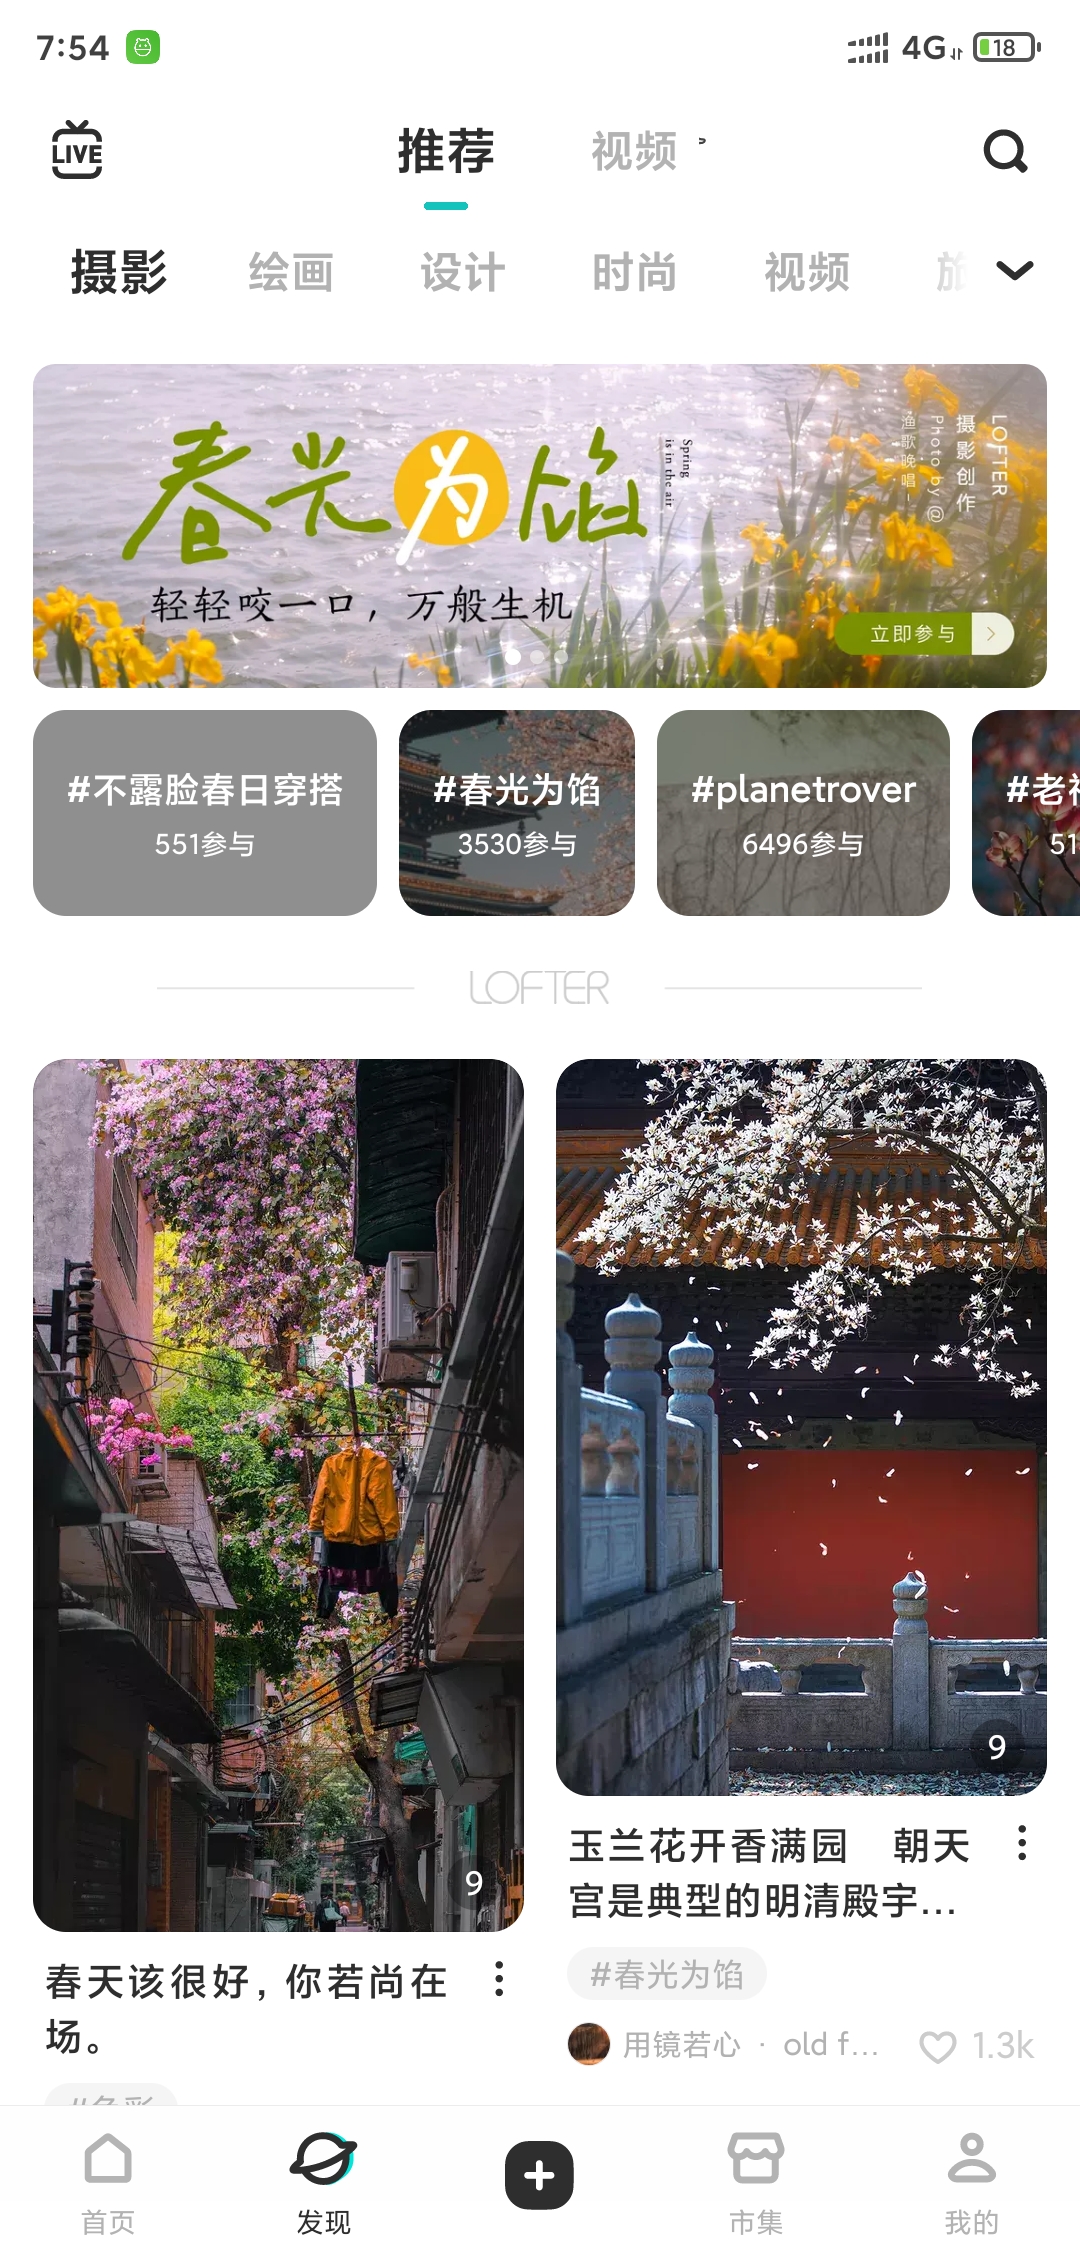 7:54
4G
18
LIVE
推荐
视频
摄影
绘画
设计
时尚
视频
旅
春光为馅
Spring
is in the air
轻轻咬一口，万般生机
LOFTER
摄影创作
Photo by @
渔歌晚唱-
立即参与
#不露脸春日穿搭
551参与
#春光为馅
3530参与
#planetrover
6496参与
#老
51
LOFTER
9
春天该很好，你若尚在
场。
#色彩
9
玉兰花开香满园 朝天
宫是典型的明清殿宇...
#春光为馅
用镜若心 · old f...
1.3k
首页
发现
市集
我的